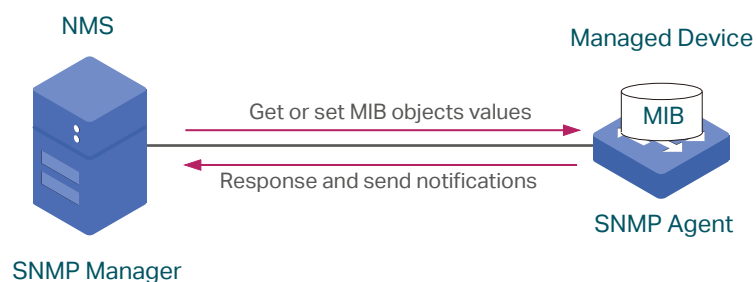 NMS
Managed Device
Get or set MIB objects values
MIB
Response and send notifications
SNMP Agent
SNMP Manager